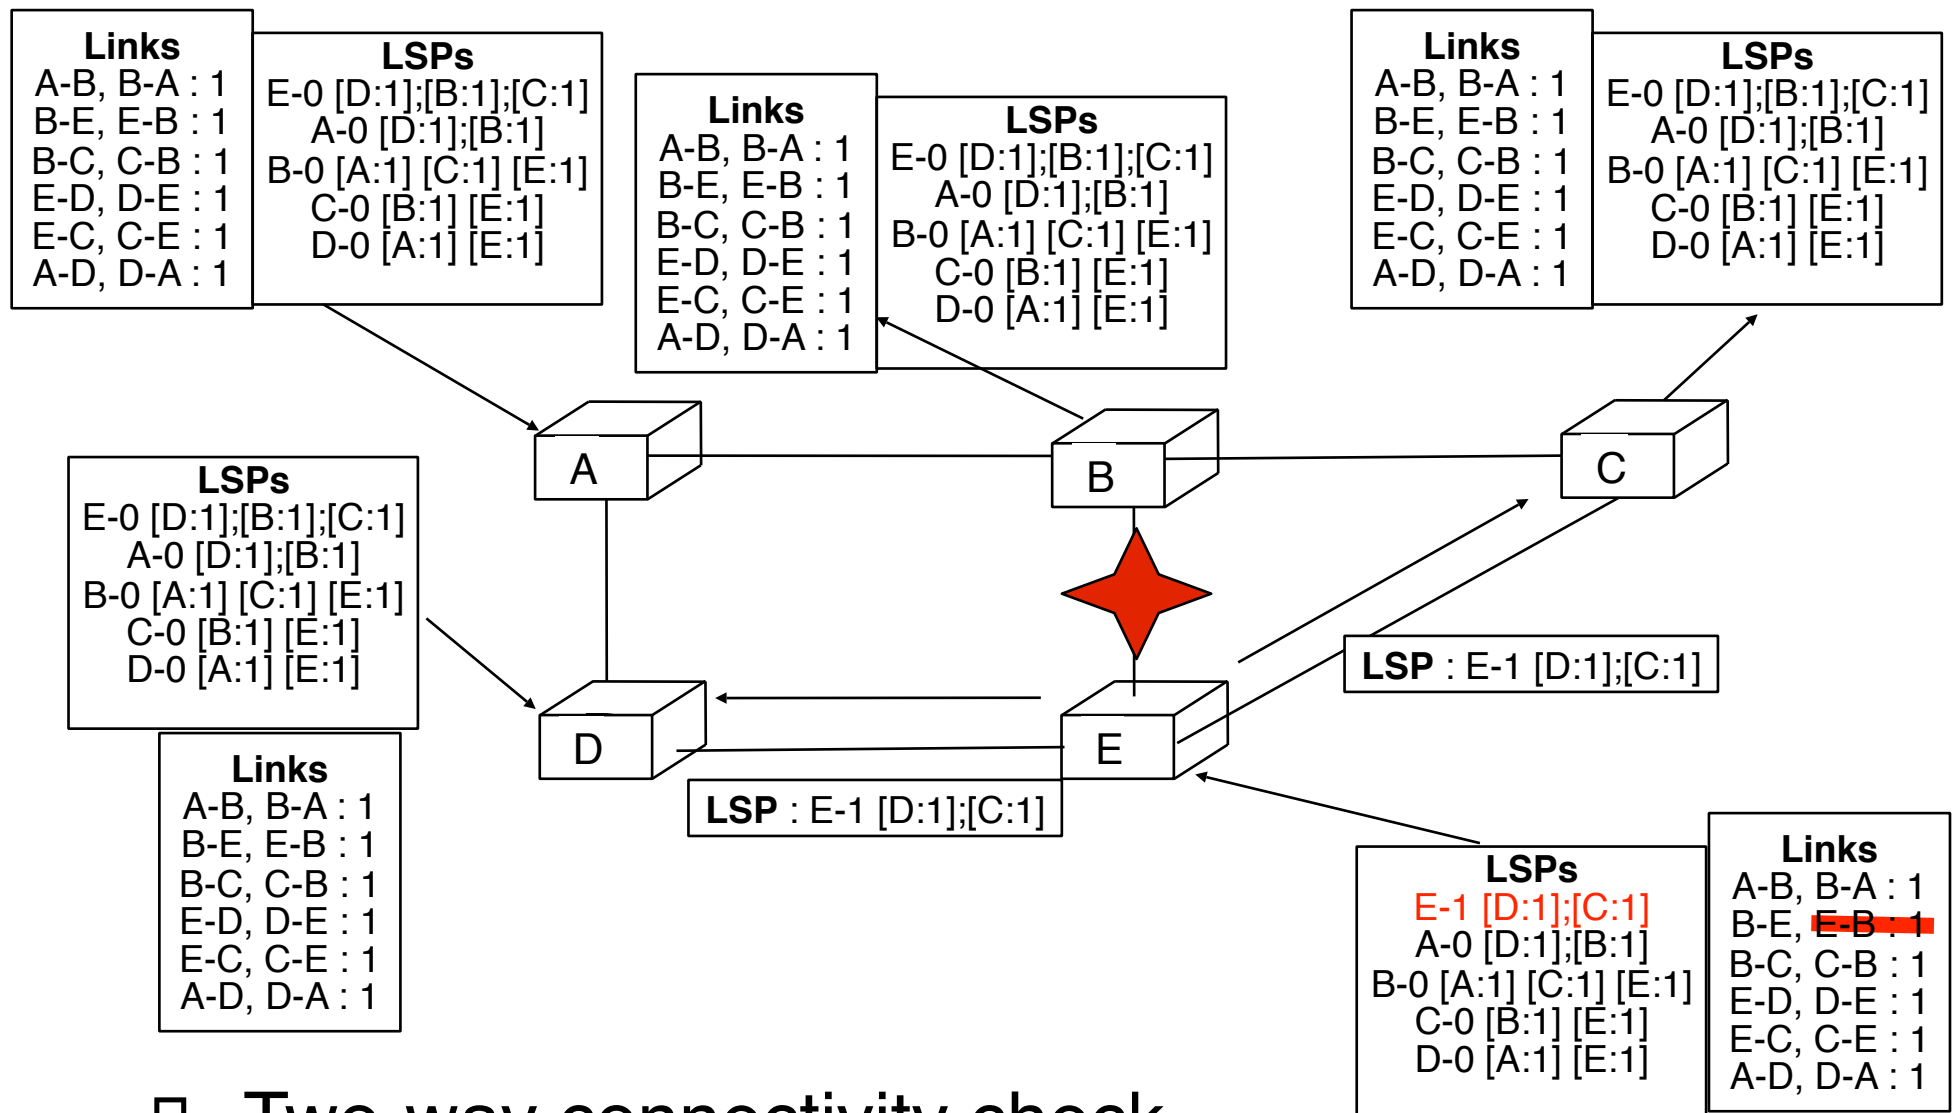 Links
A-B, B-A : 1
B-E, E-B : 1
B-C, C-B : 1
E-D, D-E : 1
E-C, C-E : 1
A-D, D-A : 1
LSPs
E-0 [D:1];[B:1];[C:1]
A-0 [D:1];[B:1]
B-0 [A:1] [C:1] [E:1]
C-0 [B:1] [E:1]
D-0 [A:1] [E:1]
Links
A-B, B-A : 1
B-E, E-B : 1
B-C, C-B : 1
E-D, D-E : 1
E-C, C-E : 1
A-D, D-A : 1
LSPs
E-0 [D:1];[B:1];[C:1]
A-0 [D:1];[B:1]
B-0 [A:1] [C:1] [E:1]
C-0 [B:1] [E:1]
D-0 [A:1] [E:1]
Links
A-B, B-A : 1
B-E, E-B : 1
B-C, C-B : 1
E-D, D-E : 1
E-C, C-E : 1
A-D, D-A : 1
LSPs
E-0 [D:1];[B:1];[C:1]
A-0 [D:1];[B:1]
B-0 [A:1] [C:1] [E:1]
C-0 [B:1] [E:1]
D-0 [A:1] [E:1]
A
B
C
LSPs
E-0 [D:1];[B:1];[C:1]
A-0 [D:1];[B:1]
B-0 [A:1] [C:1] [E:1]
C-0 [B:1] [E:1]
D-0 [A:1] [E:1]
LSP : E-1 [D:1];[C:1]
D
E
LSP : E-1 [D:1];[C:1]
Links
A-B, B-A : 1
B-E, E-B : 1
B-C, C-B : 1
E-D, D-E : 1
E-C, C-E : 1
A-D, D-A : 1
LSPs
E-1 [D:1];[C:1]
A-0 [D:1];[B:1]
B-0 [A:1] [C:1] [E:1]
C-0 [B:1] [E:1]
D-0 [A:1] [E:1]
Links
A-B, B-A : 1
B-E, E-B : 1
B-C, C-B : 1
E-D, D-E : 1
E-C, C-E : 1
A-D, D-A : 1
Two-way connectivity check